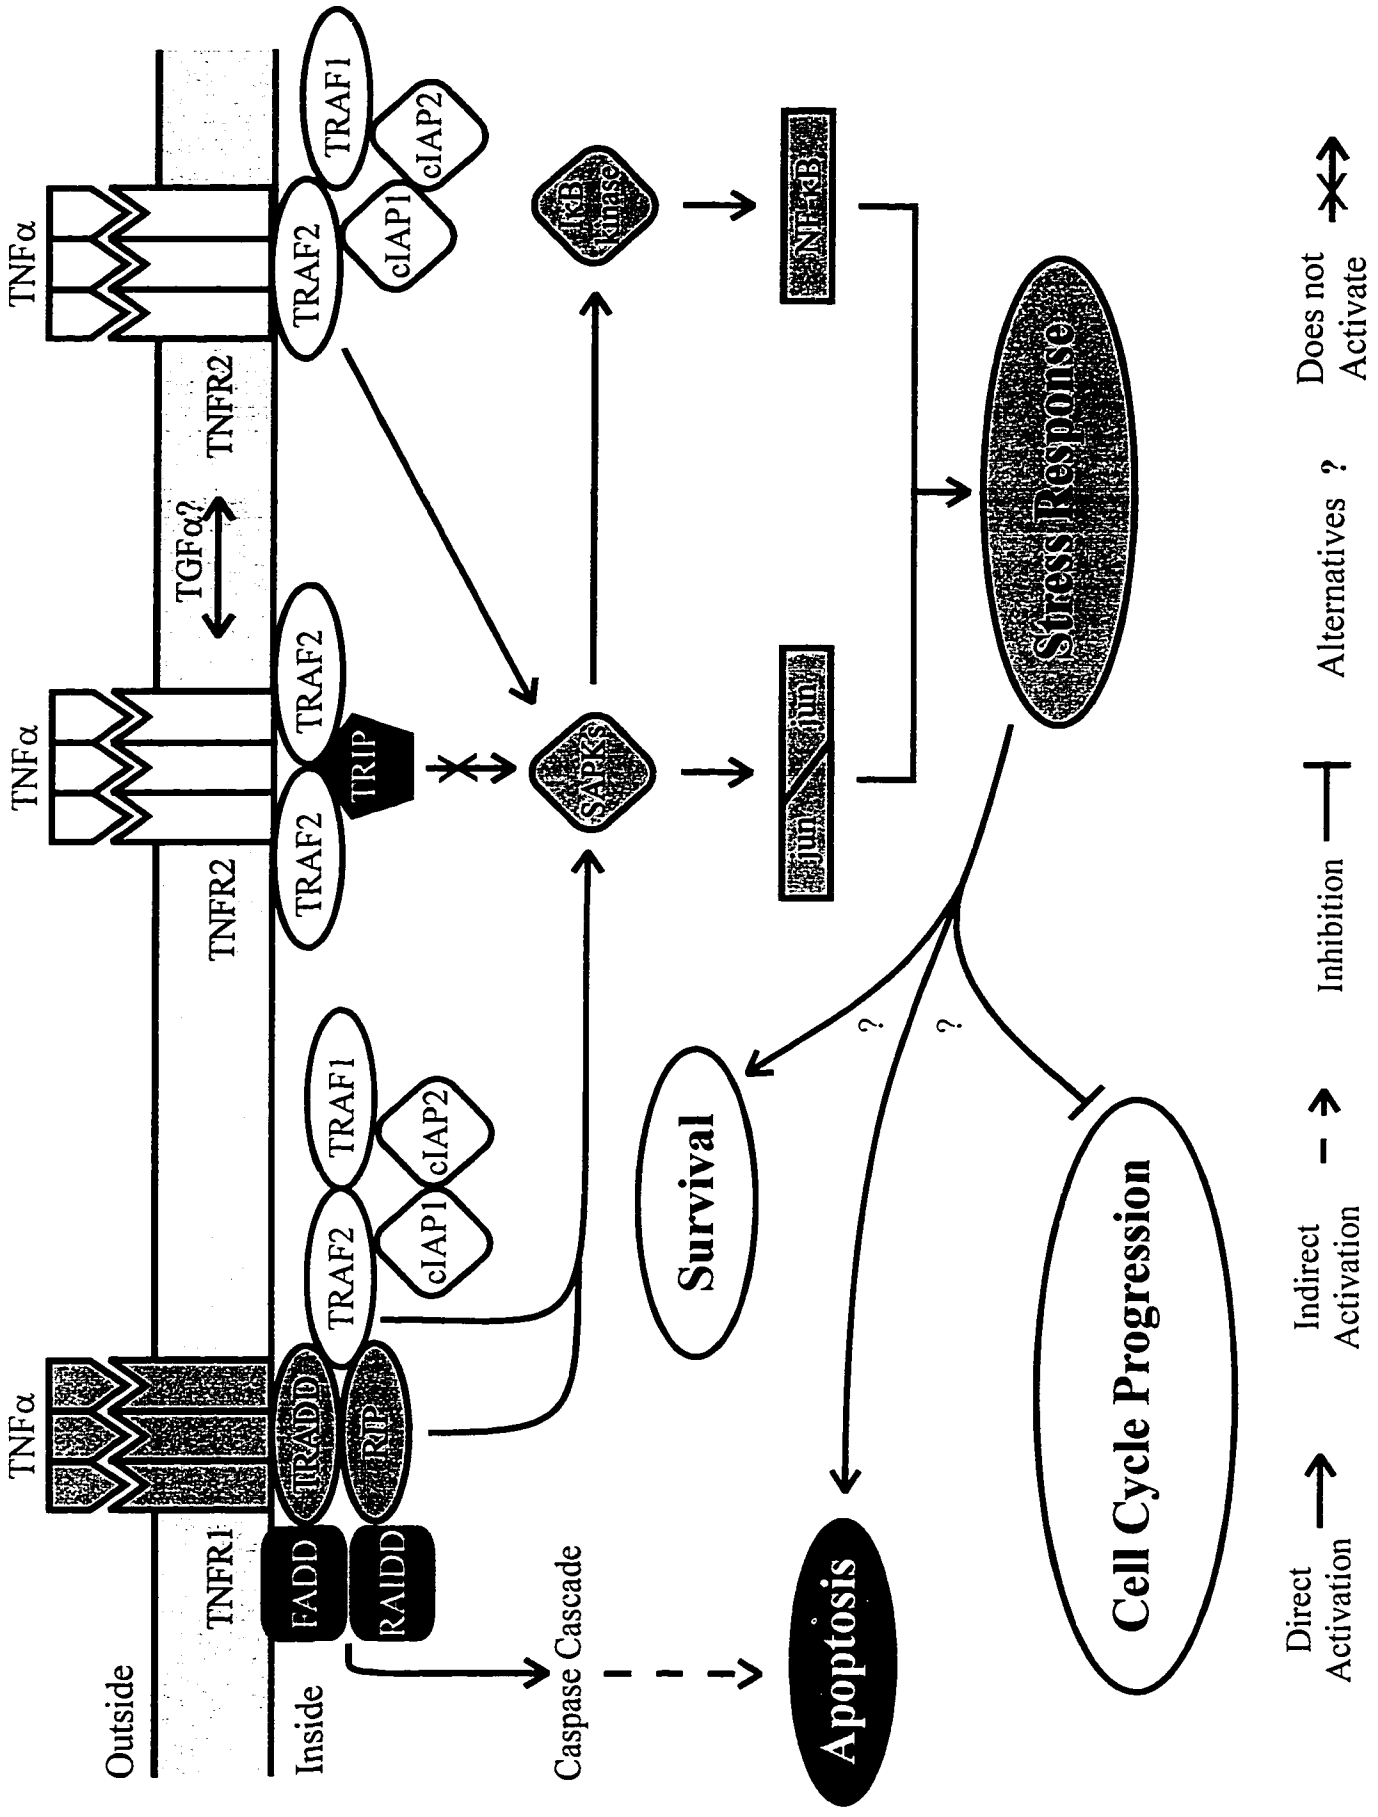 TNFα
TNFα
TNFα
Outside
TNFR1
TNFR2
TGFα?
TNFR2
Inside
FADD
TRADD
RAIDD
RIP
TRAF2
TRAF1
cIAP1
cIAP2
TRAF2
TRAF2
TRIP
TRAF2
TRAF1
cIAP1
cIAP2
Caspase Cascade
SAPKs
IκB
kinase
Survival
jun
jun
NF-κB
Apoptosis
?
?
Stress Response
Cell Cycle Progression
Direct
Activation
Indirect
Activation
Inhibition
Alternatives ?
Does not
Activate